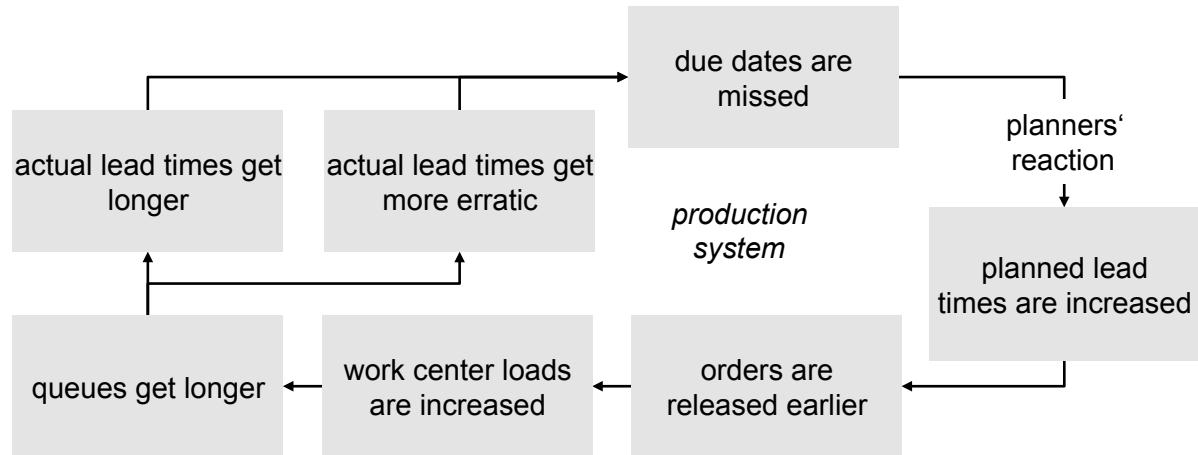 due dates are
missed
planners‘
reaction
actual lead times get
longer
actual lead times get
more erratic
production
system
planned lead
times are increased
queues get longer
work center loads
are increased
orders are
released earlier